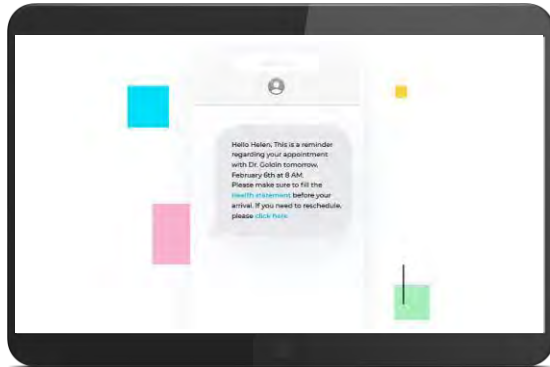 Hello Helen, This is a reminder
regarding your appointment
with Dr. Goldin tomorrow,
February 6th at 8 AM.
Please make sure to fill the
Health statement before your
arrival. If you need to reschedule,
please click here.